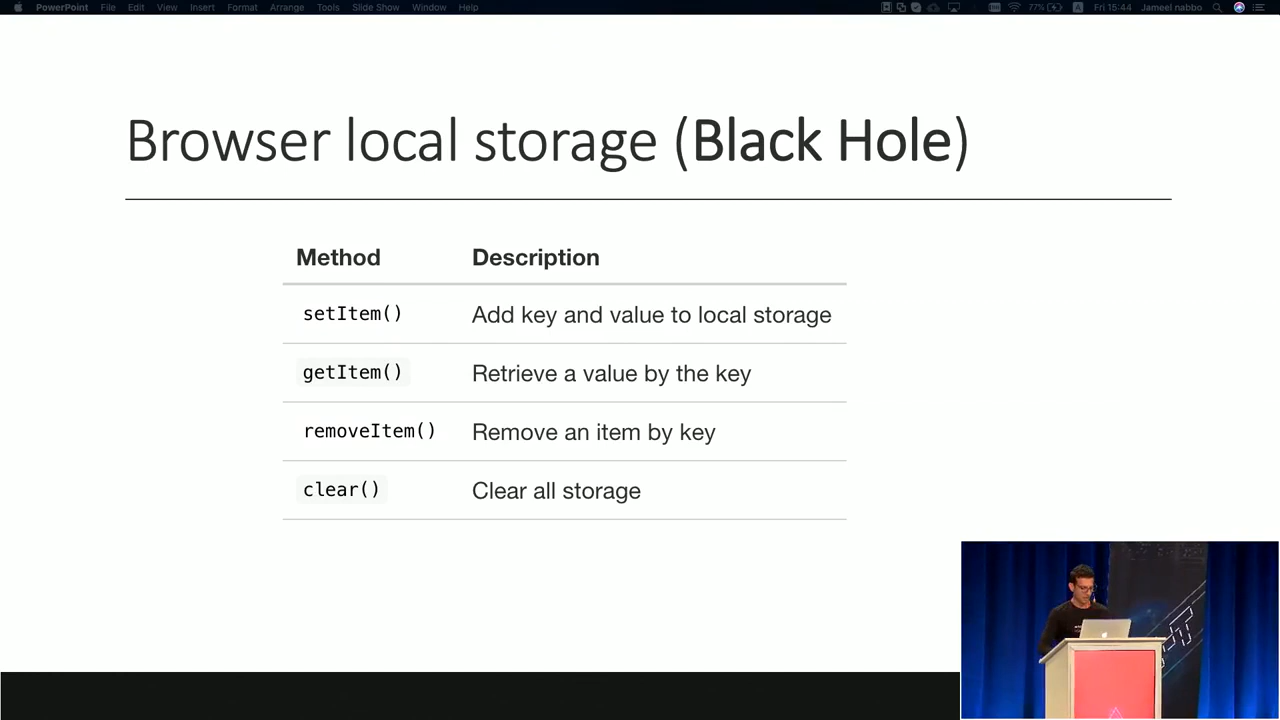 PowerPoint File Edit View Insert Format Arrange Tools Slide Show Window Help 77% A Fri 15:44 Jameel nabbo
Browser local storage (Black Hole)
Method Description
setItem() Add key and value to local storage
getItem() Retrieve a value by the key
removeItem() Remove an item by key
clear() Clear all storage